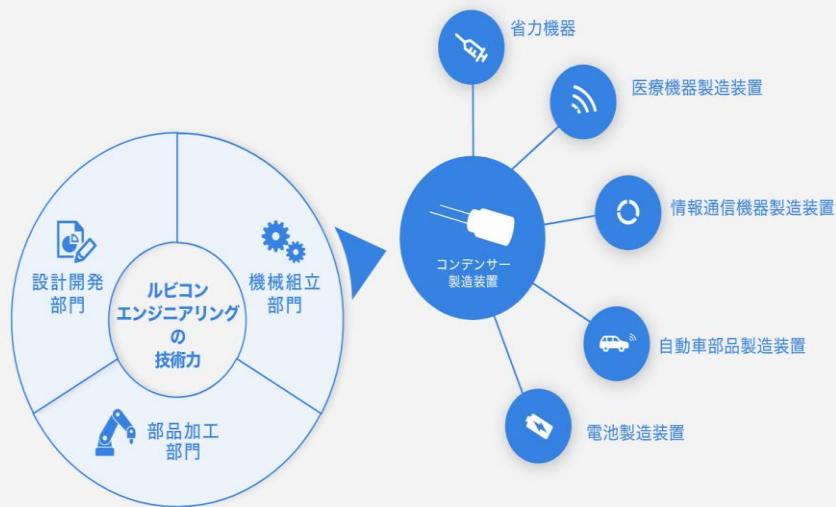 設計開発
部門
機械組立
部門
ルビコン
エンジニアリング
の
技術力
部品加工
部門
コンデンサー
製造装置
省力機器
医療機器製造装置
情報通信機器製造装置
自動車部品製造装置
電池製造装置